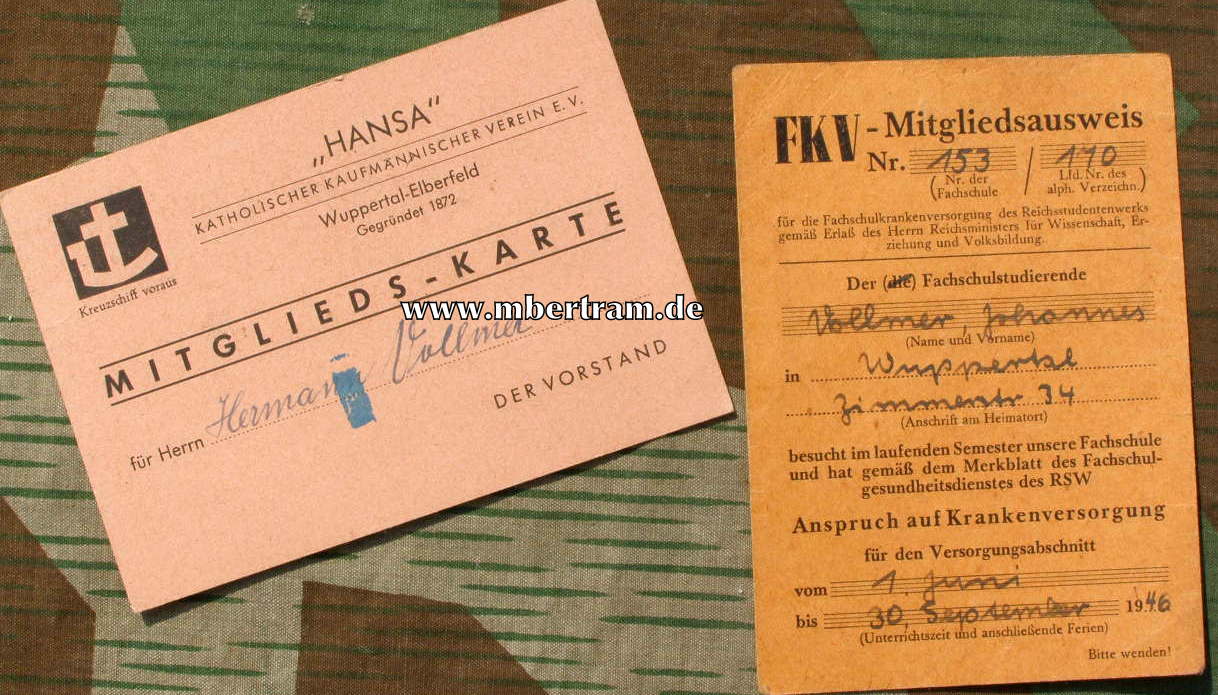 „HANSA“
KATHOLISCHER KAUFMÄNNISCHER VEREIN E.V.
Wuppertal-Elberfeld
Gegründet 1872
Kreuzschiff voraus
MITGLIEDS-KARTE
für Herrn Hermann Vollmer
DER VORSTAND
www.mbertram.de
FKV - Mitgliedsausweis
Nr. 153 / 170
(Nr. der Fachschule / Lfd. Nr. des alph. Verzeichn.)
für die Fachschulkrankenversorgung des Reichsstudentenwerks
gemäß Erlaß des Herrn Reichsministers für Wissenschaft, Er-
ziehung und Volksbildung.
Der (die) Fachschulstudierende
Vollmer, Johannes
(Name und Vorname)
in Wuppertal
Zimmerstr 34
(Anschrift am Heimatort)
besucht im laufenden Semester unsere Fachschule
und hat gemäß dem Merkblatt des Fachschul-
gesundheitsdienstes des RSW
Anspruch auf Krankenversorgung
für den Versorgungsabschnitt
vom 1. Juni
bis 30. September 1946
(Unterrichtszeit und anschließende Ferien)
Bitte wenden!